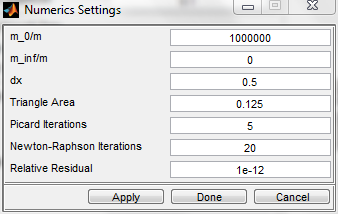 Numerics Settings
m_0/m 1000000
m_inf/m 0
dx 0.5
Triangle Area 0.125
Picard Iterations 5
Newton-Raphson Iterations 20
Relative Residual 1e-12
Apply Done Cancel